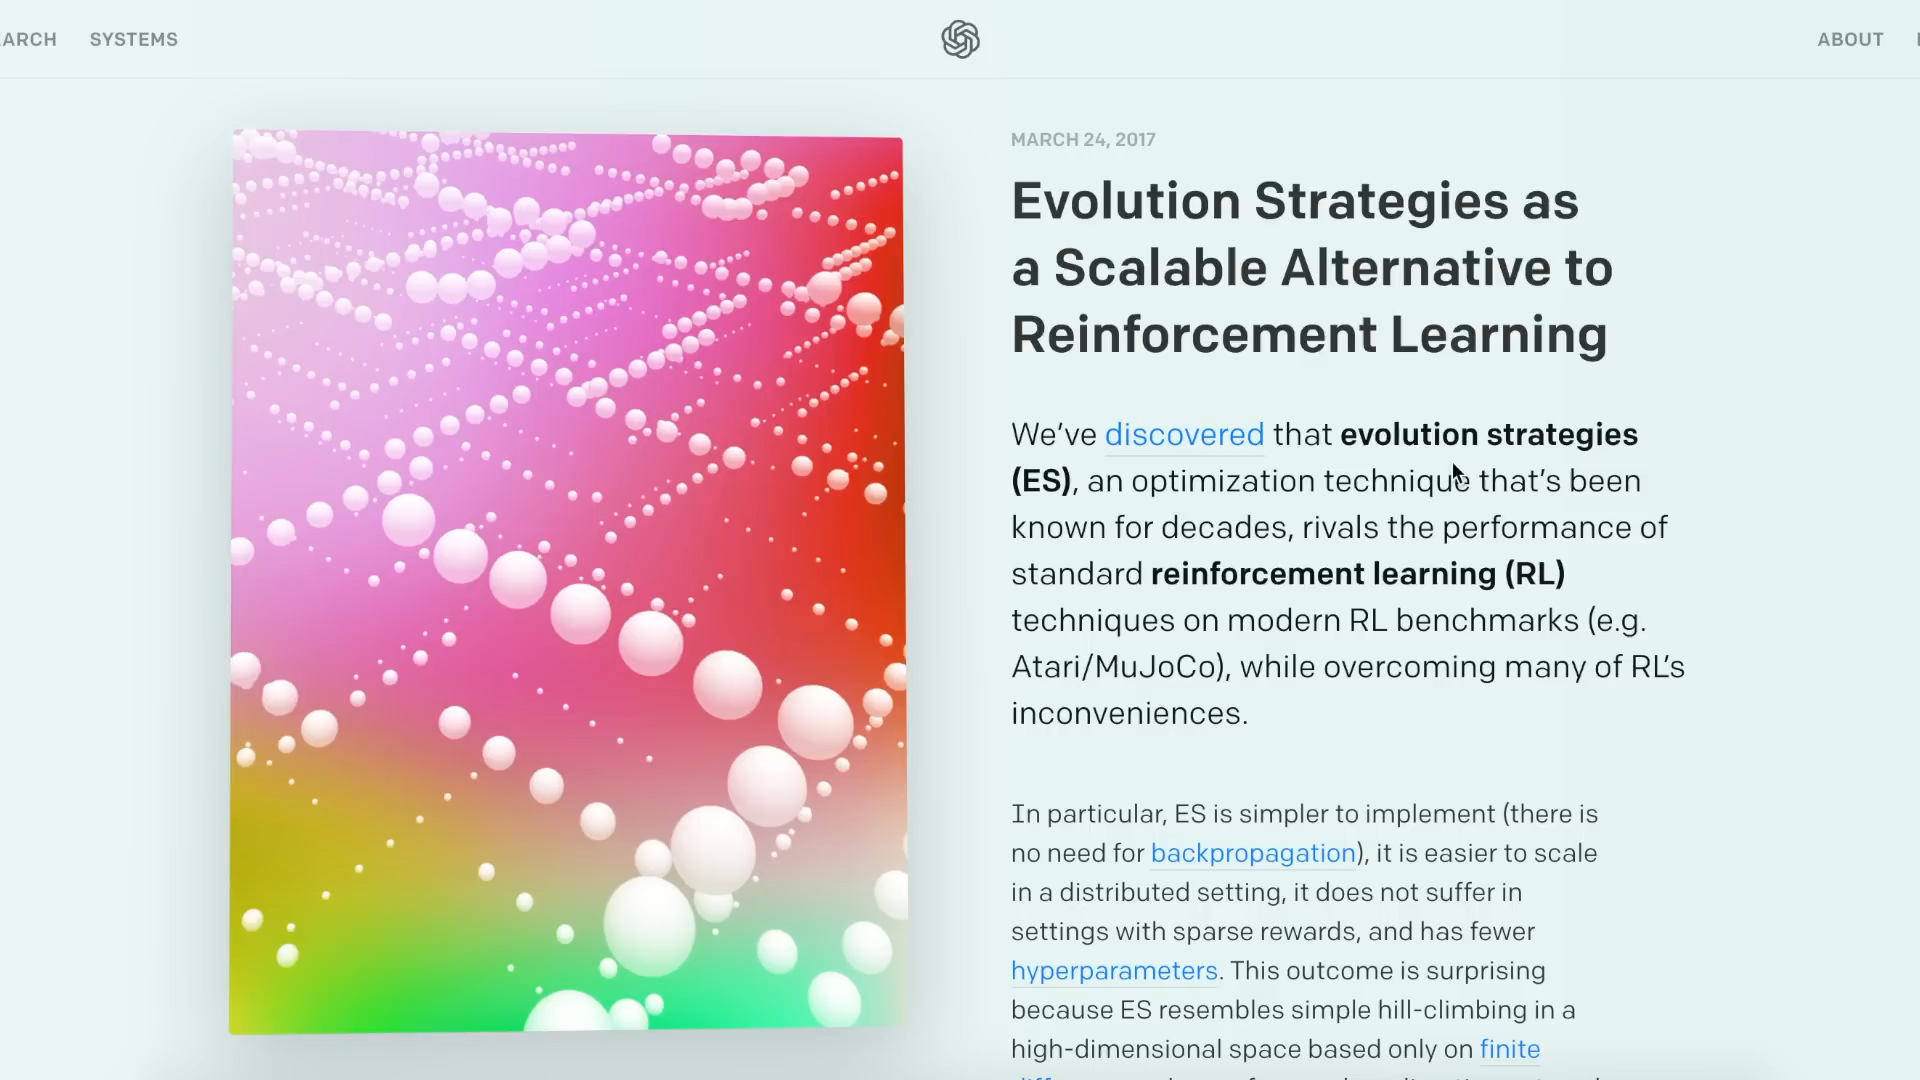 ARCH SYSTEMS ABOUT
MARCH 24, 2017
Evolution Strategies as
a Scalable Alternative to
Reinforcement Learning
We’ve discovered that evolution strategies
(ES), an optimization technique that’s been
known for decades, rivals the performance of
standard reinforcement learning (RL)
techniques on modern RL benchmarks (e.g.
Atari/MuJoCo), while overcoming many of RL’s
inconveniences.
In particular, ES is simpler to implement (there is
no need for backpropagation), it is easier to scale
in a distributed setting, it does not suffer in
settings with sparse rewards, and has fewer
hyperparameters. This outcome is surprising
because ES resembles simple hill-climbing in a
high-dimensional space based only on finite